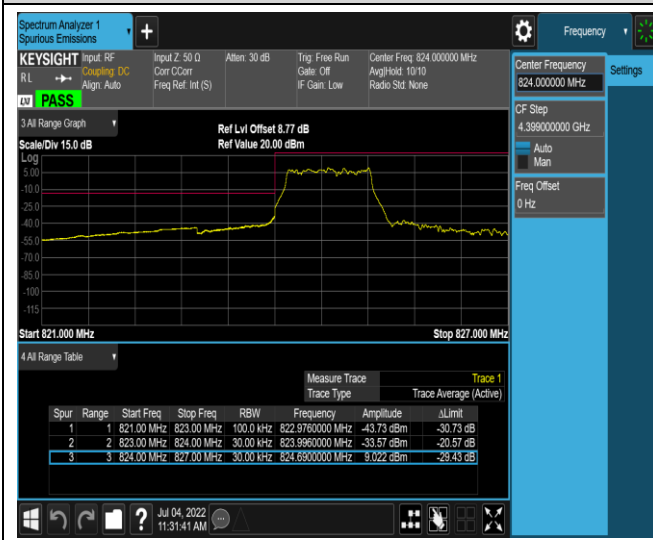 Spectrum Analyzer 1
Spurious Emissions
Frequency
KEYSIGHT
Input: RF
Coupling: DC
Align: Auto
Input Z: 50 Ω
Corr CCorr
Freq Ref: Int (S)
Atten: 30 dB
Trig: Free Run
Gate: Off
IF Gain: Low
Center Freq: 824.000000 MHz
Avg|Hold: 10/10
Radio Std: None
RL
LXI
PASS
Center Frequency
824.000000 MHz
Settings
CF Step
4.399000000 GHz
Auto
Man
Freq Offset
0 Hz
3 All Range Graph
Ref Lvl Offset 8.77 dB
Scale/Div 15.0 dB
Ref Value 20.00 dBm
Log
5.00
-10.0
-25.0
-40.0
-55.0
-70.0
-85.0
-100
-115
Start 821.000 MHz
Stop 827.000 MHz
4 All Range Table
Measure Trace Trace 1
Trace Type Trace Average (Active)
Spur Range Start Freq Stop Freq RBW Frequency Amplitude ΔLimit
1 1 821.00 MHz 823.00 MHz 100.0 kHz 822.9760000 MHz -43.73 dBm -30.73 dB
2 2 823.00 MHz 824.00 MHz 30.00 kHz 823.9960000 MHz -33.57 dBm -20.57 dB
3 3 824.00 MHz 827.00 MHz 30.00 kHz 824.6900000 MHz 9.022 dBm -29.43 dB
Jul 04, 2022
11:31:41 AM